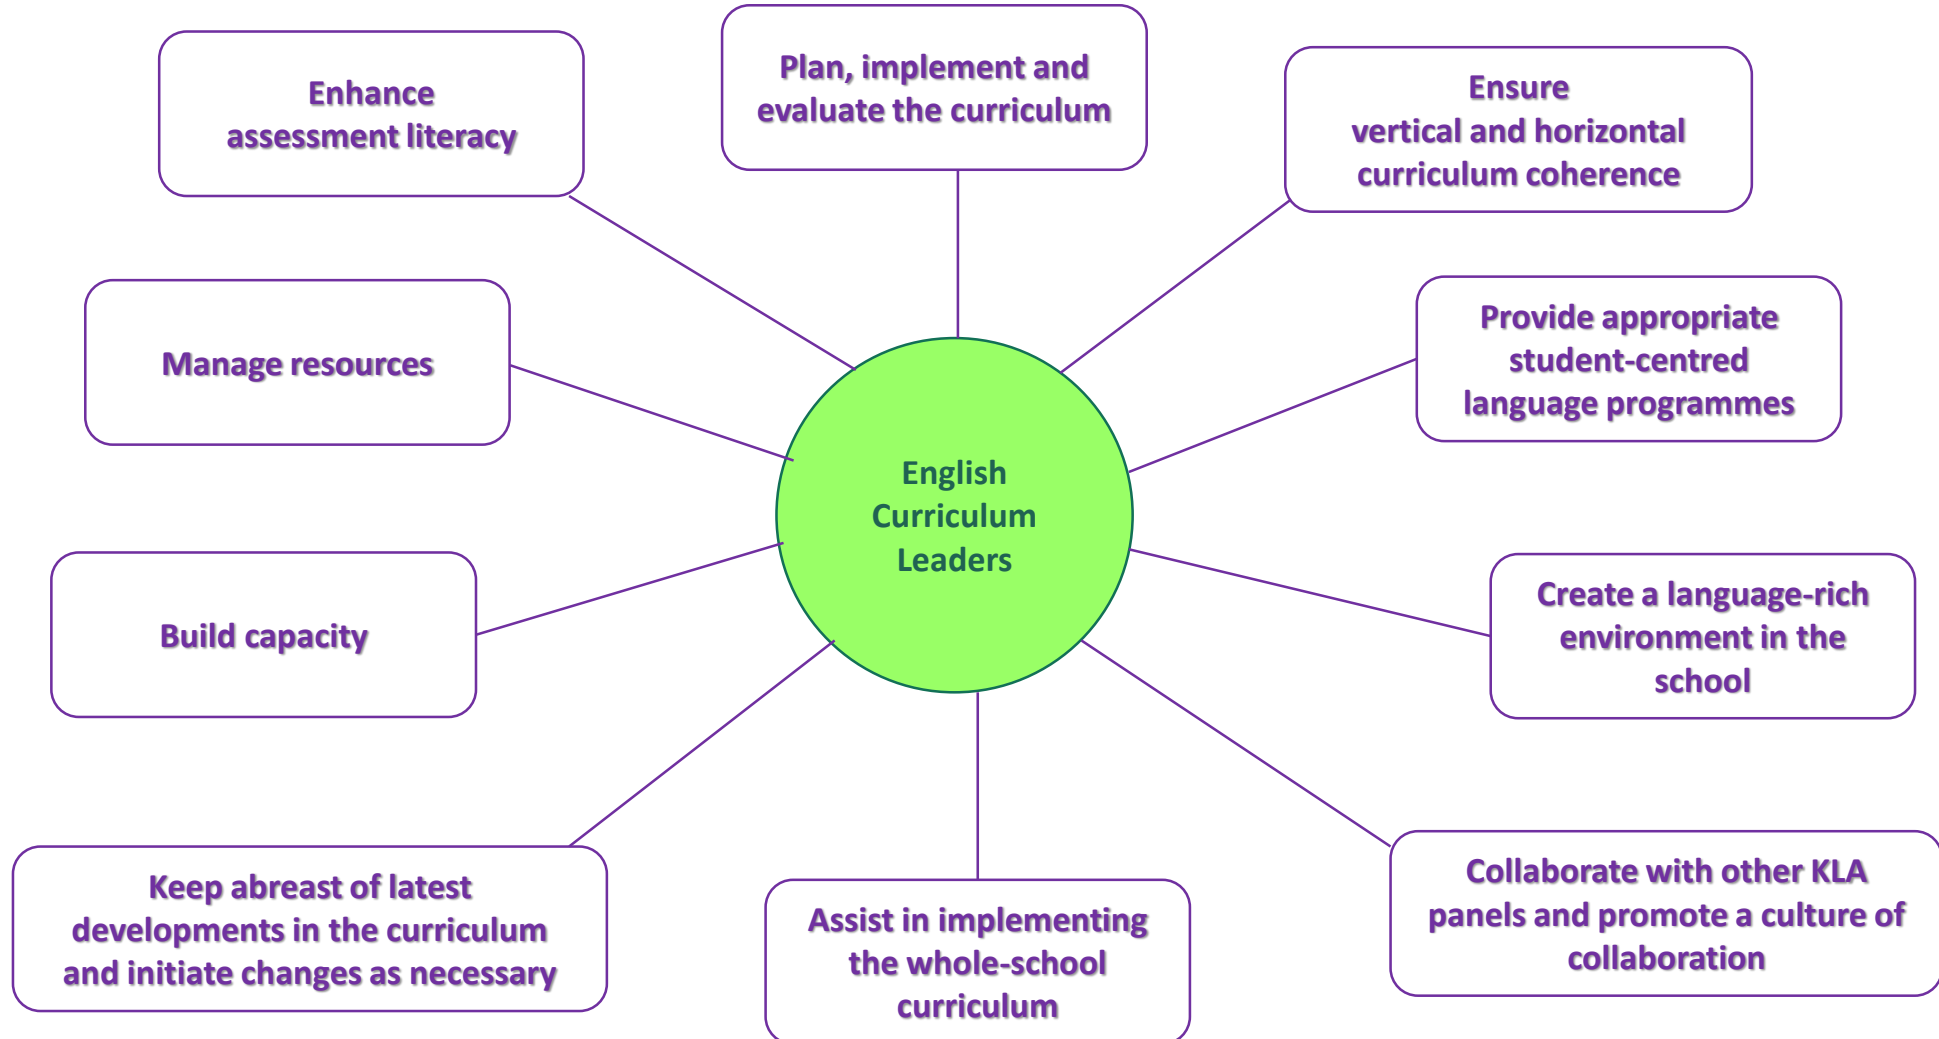 Enhance
assessment literacy
Plan, implement and
evaluate the curriculum
Ensure
vertical and horizontal
curriculum coherence
Manage resources
Provide appropriate
student-centred
language programmes
English
Curriculum
Leaders
Build capacity
Create a language-rich
environment in the
school
Keep abreast of latest
developments in the curriculum
and initiate changes as necessary
Assist in implementing
the whole-school
curriculum
Collaborate with other KLA
panels and promote a culture of
collaboration